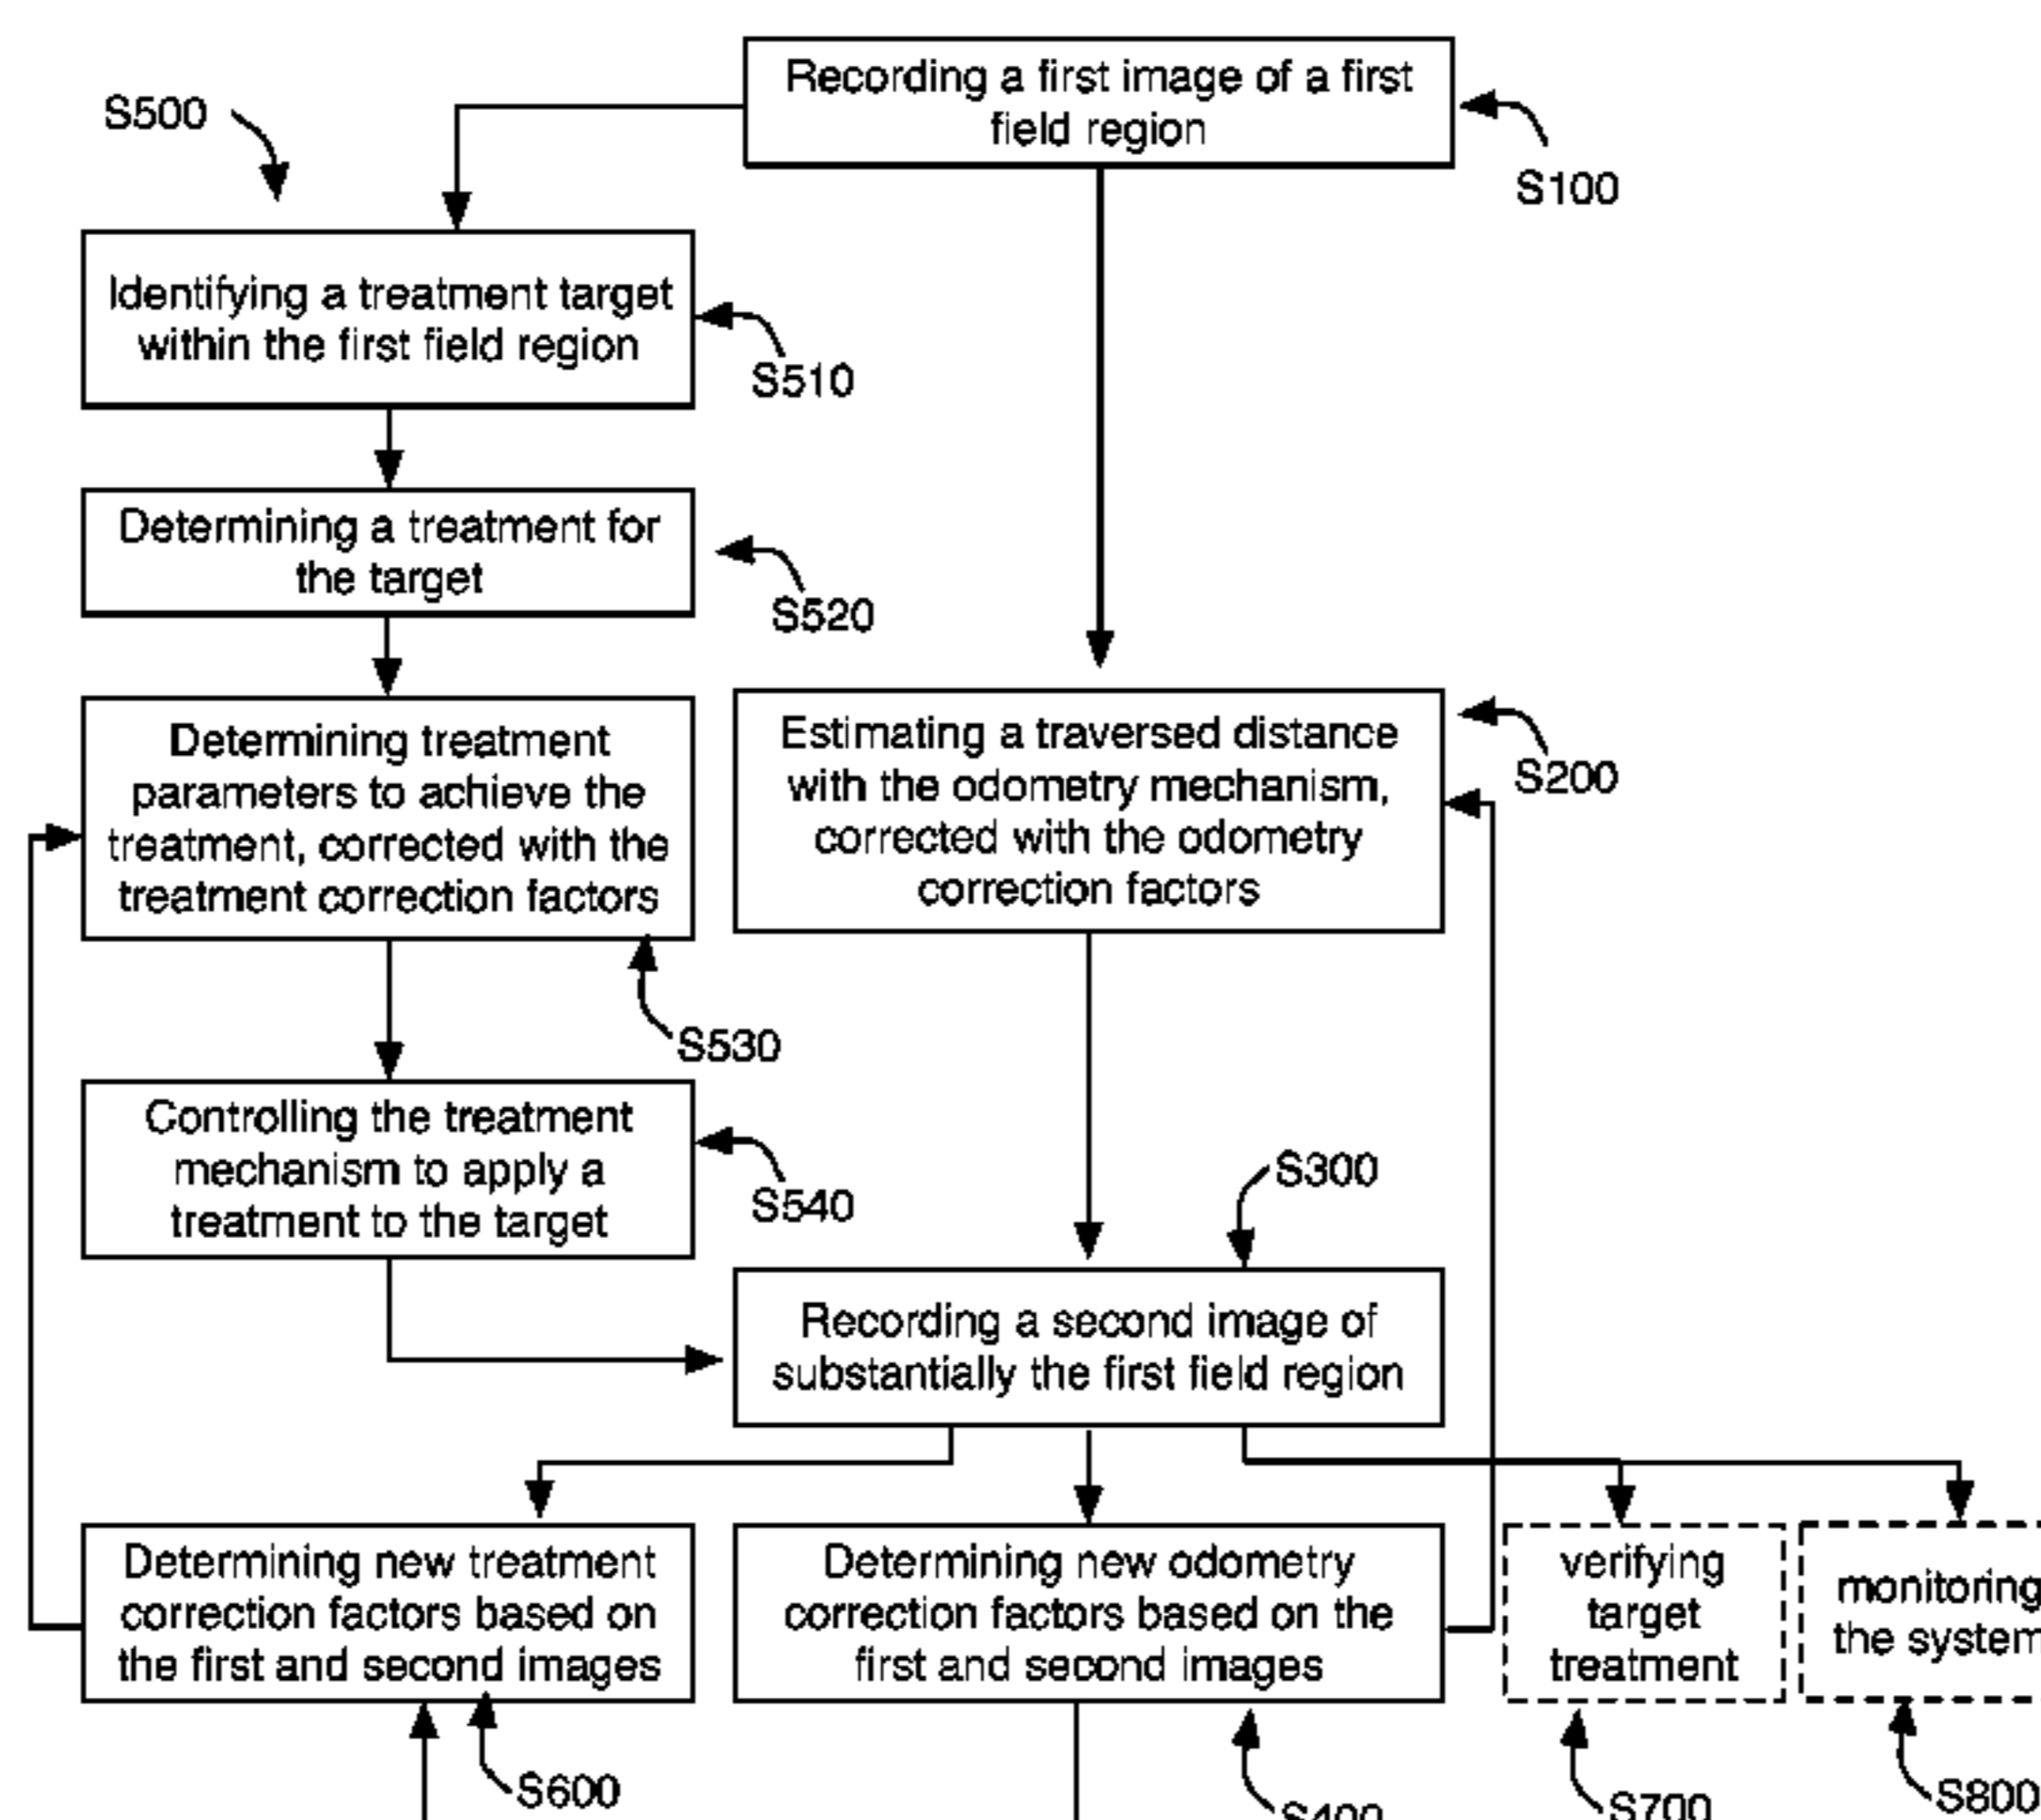 Recording a first image of a first
field region
S500
S100
Identifying a treatment target
within the first field region
S510
Determining a treatment for
the target
S520
Determining treatment
parameters to achieve the
treatment, corrected with the
treatment correction factors
S530
Estimating a traversed distance
with the odometry mechanism,
corrected with the odometry
correction factors
S200
Controlling the treatment
mechanism to apply a
treatment to the target
S540
S300
Recording a second image of
substantially the first field region
Determining new treatment
correction factors based on
the first and second images
S600
Determining new odometry
correction factors based on the
first and second images
S400
verifying
target
treatment
S700
monitoring
the system
S800